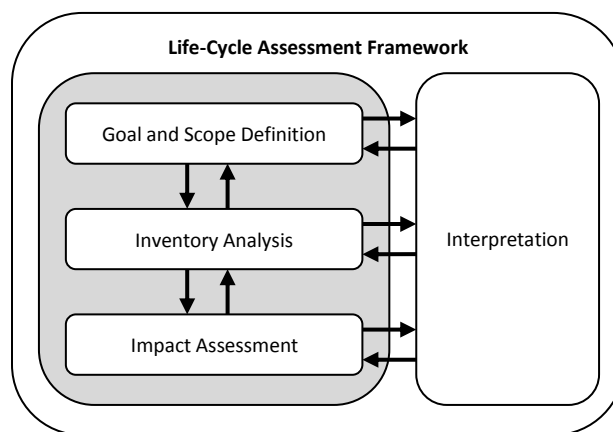 Life-Cycle Assessment Framework
Goal and Scope Definition
Inventory Analysis
Interpretation
Impact Assessment